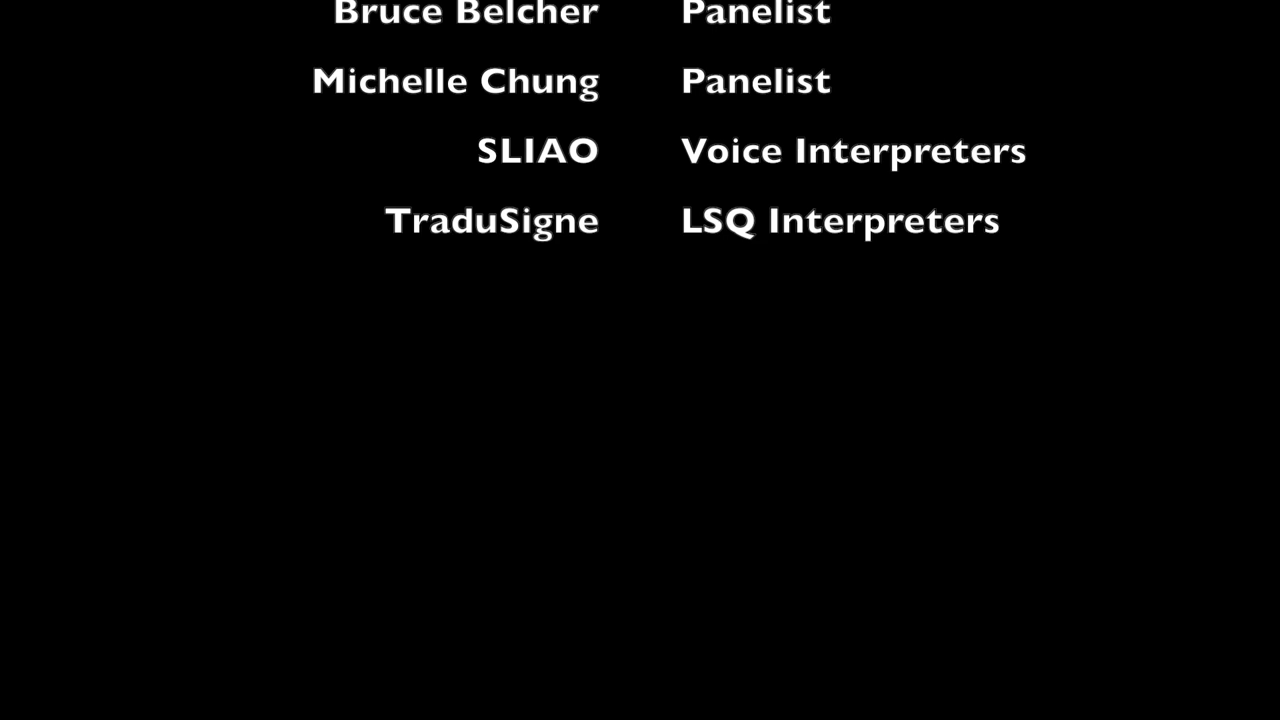 Bruce Belcher Panelist
Michelle Chung Panelist
SLIAO Voice Interpreters
TraduSigne LSQ Interpreters